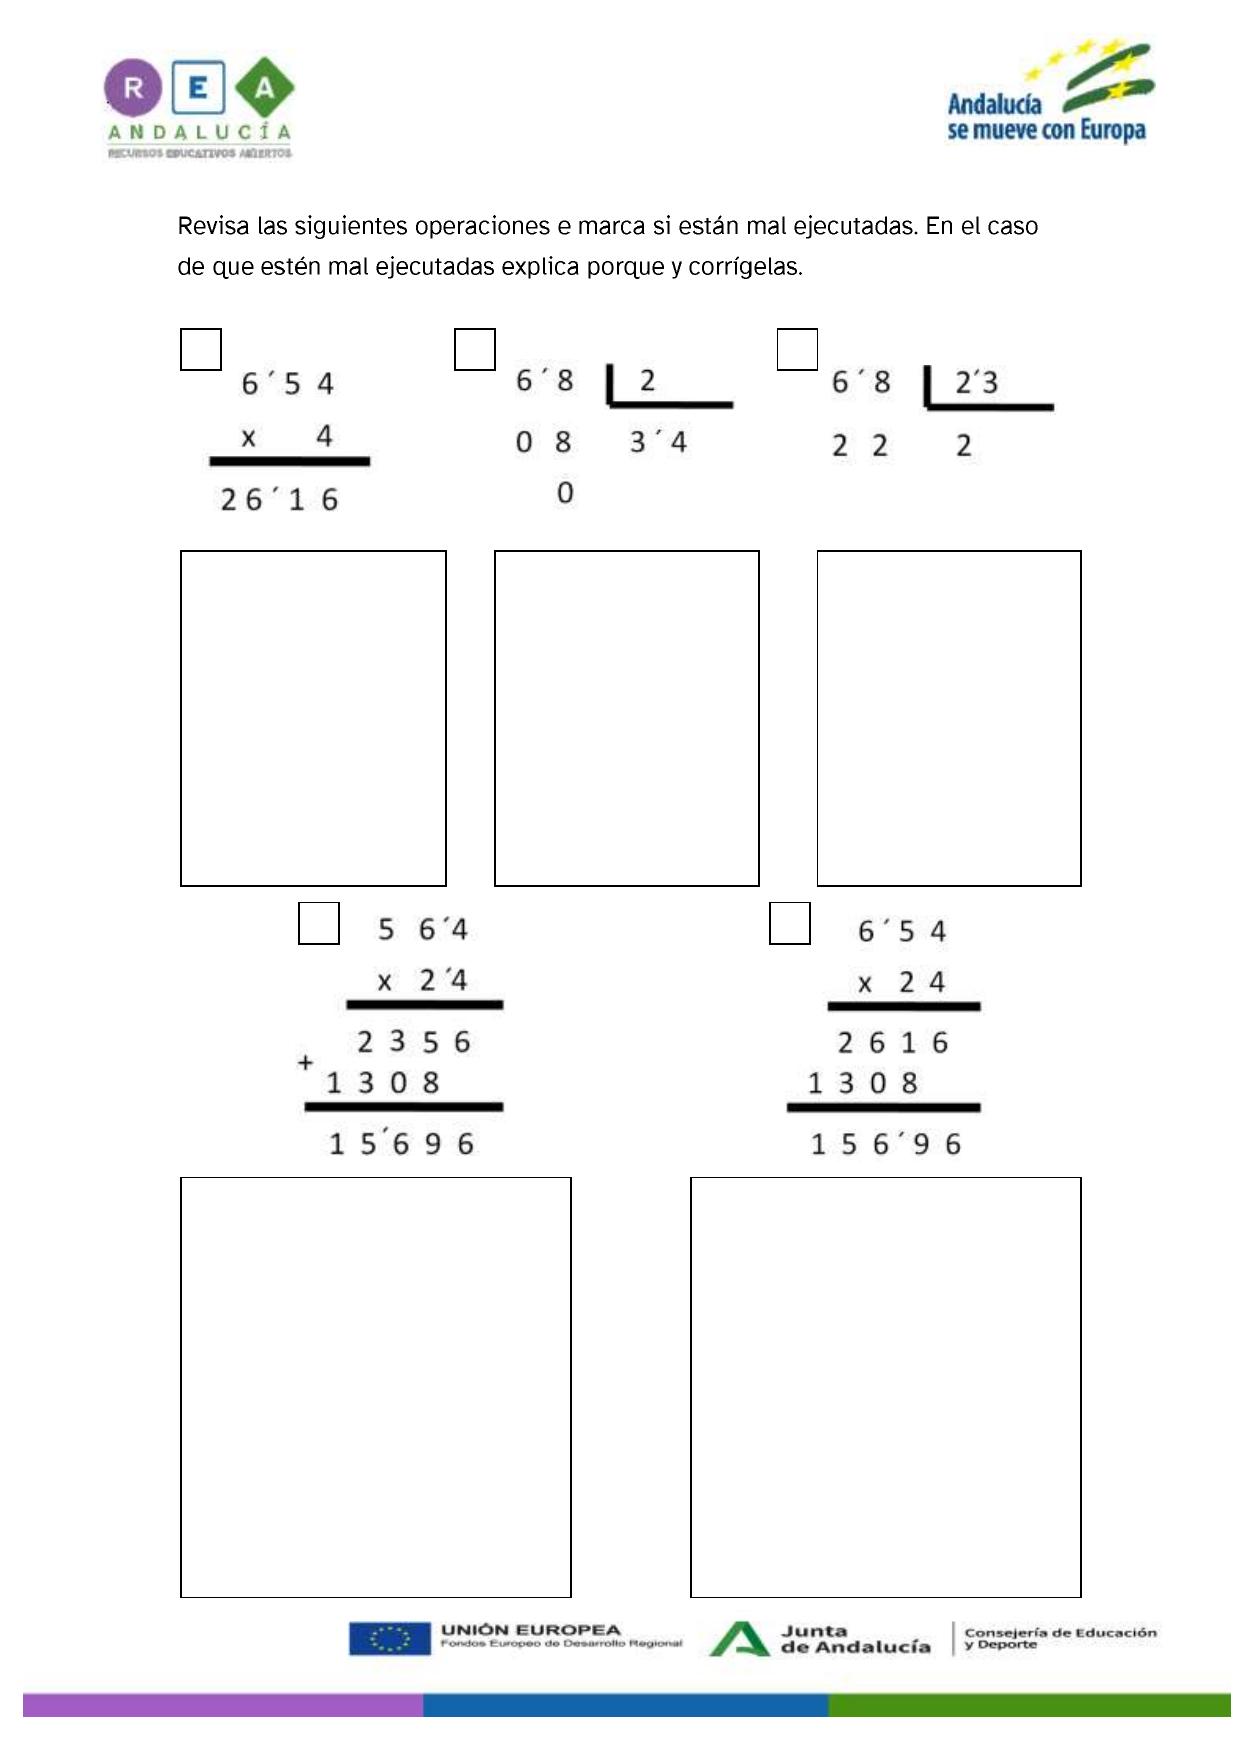 R E A
ANDALUCÍA
RECURSOS EDUCATIVOS ABIERTOS
Andalucía
se mueve con Europa
Revisa las siguientes operaciones e marca si están mal ejecutadas. En el caso
de que estén mal ejecutadas explica porque y corrígelas.
6´5 4
x 4
2 6´1 6
6´8 2
0 8 3´4
0
6´8 2´3
2 2 2
5 6´4
x 2´4
2 3 5 6
+
1 3 0 8
1 5´6 9 6
6´5 4
x 2 4
2 6 1 6
1 3 0 8
1 5 6´9 6
UNIÓN EUROPEA
Fondos Europeo de Desarrollo Regional
Junta
de Andalucía
Consejería de Educación
y Deporte